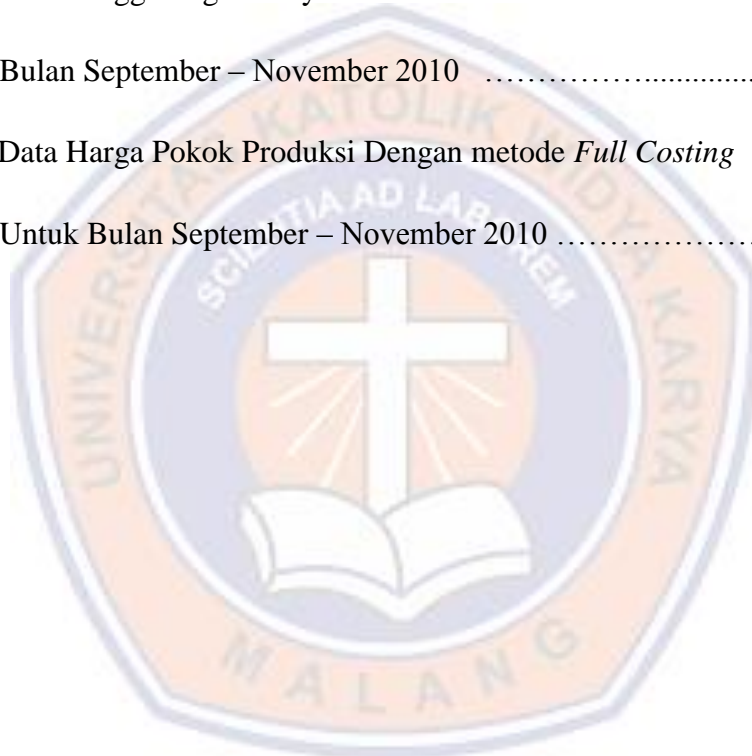 Bulan September – November 2010 ……………..............
Data Harga Pokok Produksi Dengan metode Full Costing
Untuk Bulan September – November 2010 …………………
UNIVERSITAS KATOLIK WIDYA KARYA
SCIENTIA AD LABOREM
MALANG